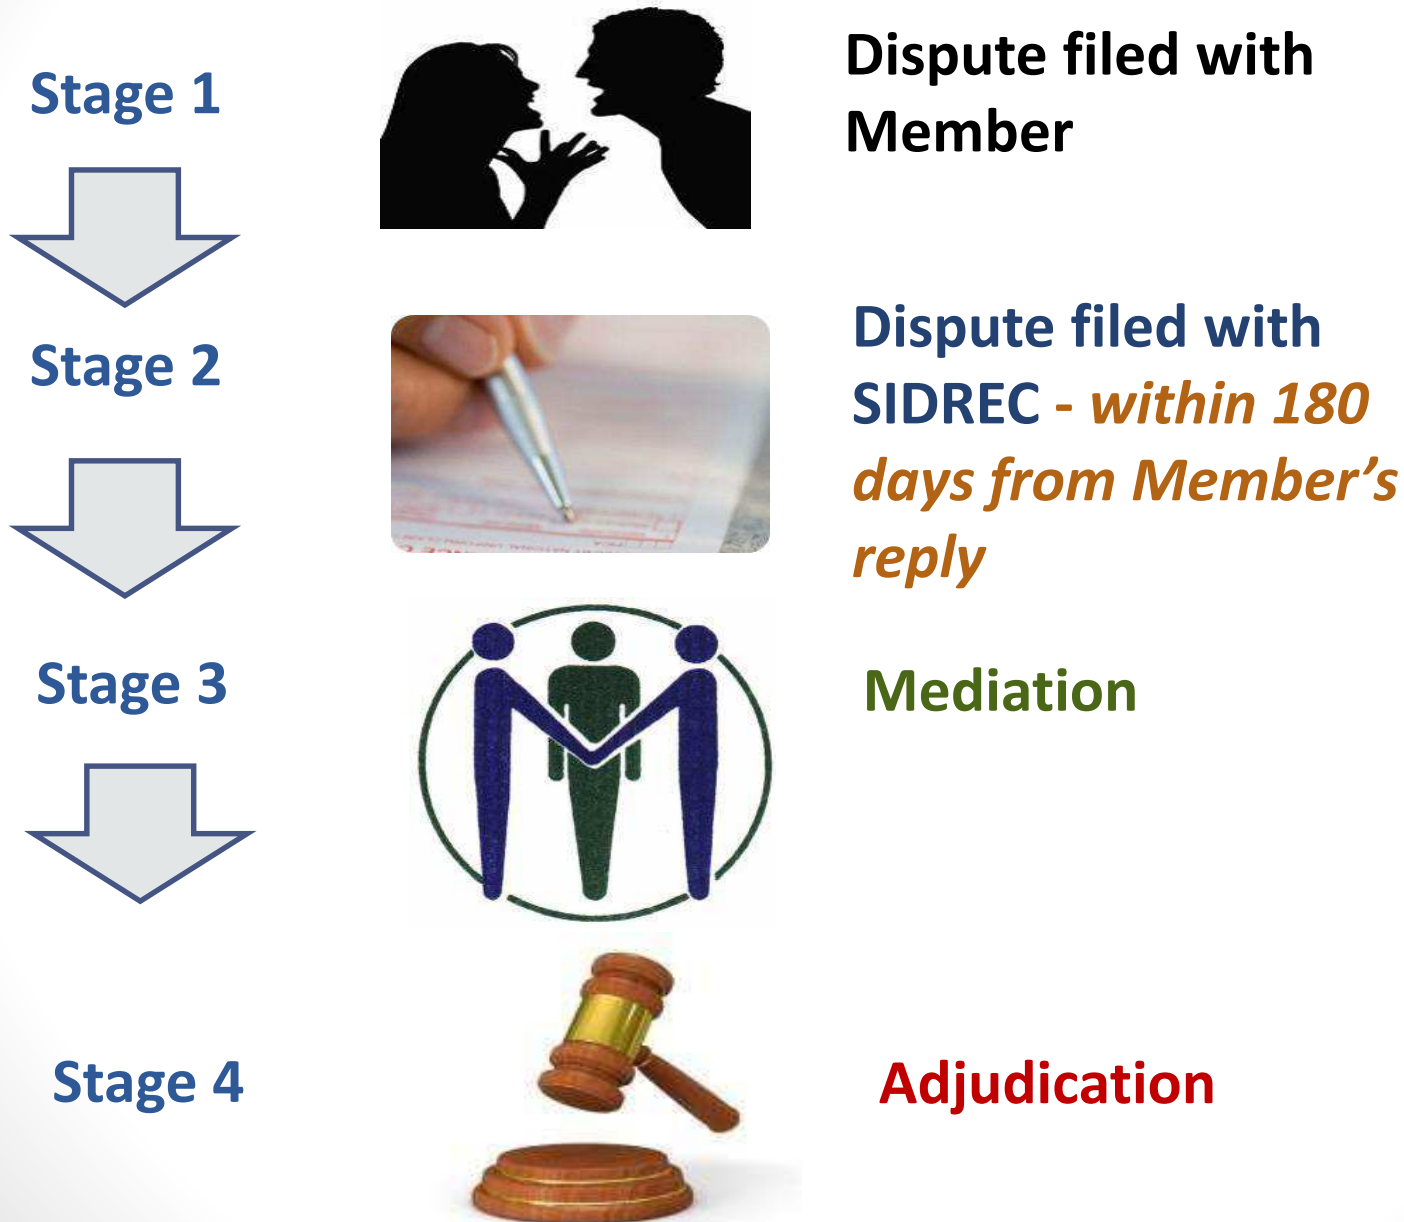 Stage 1
Dispute filed with
Member
Stage 2
Dispute filed with
SIDREC - within 180
days from Member’s
reply
Stage 3
Mediation
Stage 4
Adjudication